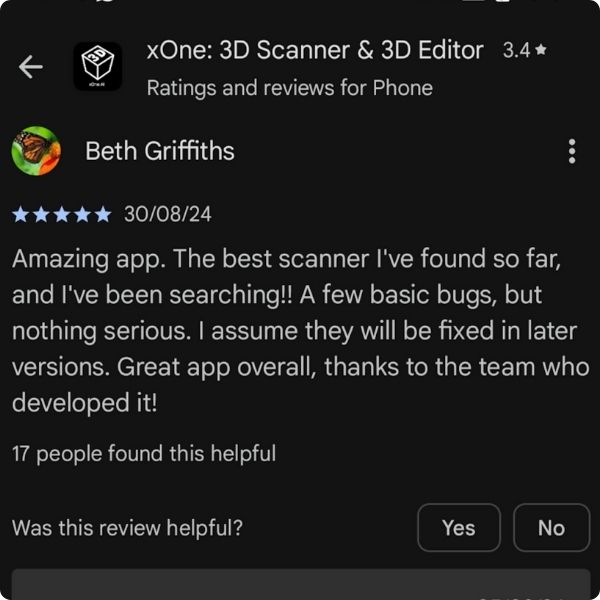 xOne: 3D Scanner & 3D Editor 3.4★
Ratings and reviews for Phone
Beth Griffiths
★★★★★ 30/08/24
Amazing app. The best scanner I've found so far,
and I've been searching!! A few basic bugs, but
nothing serious. I assume they will be fixed in later
versions. Great app overall, thanks to the team who
developed it!
17 people found this helpful
Was this review helpful? Yes No